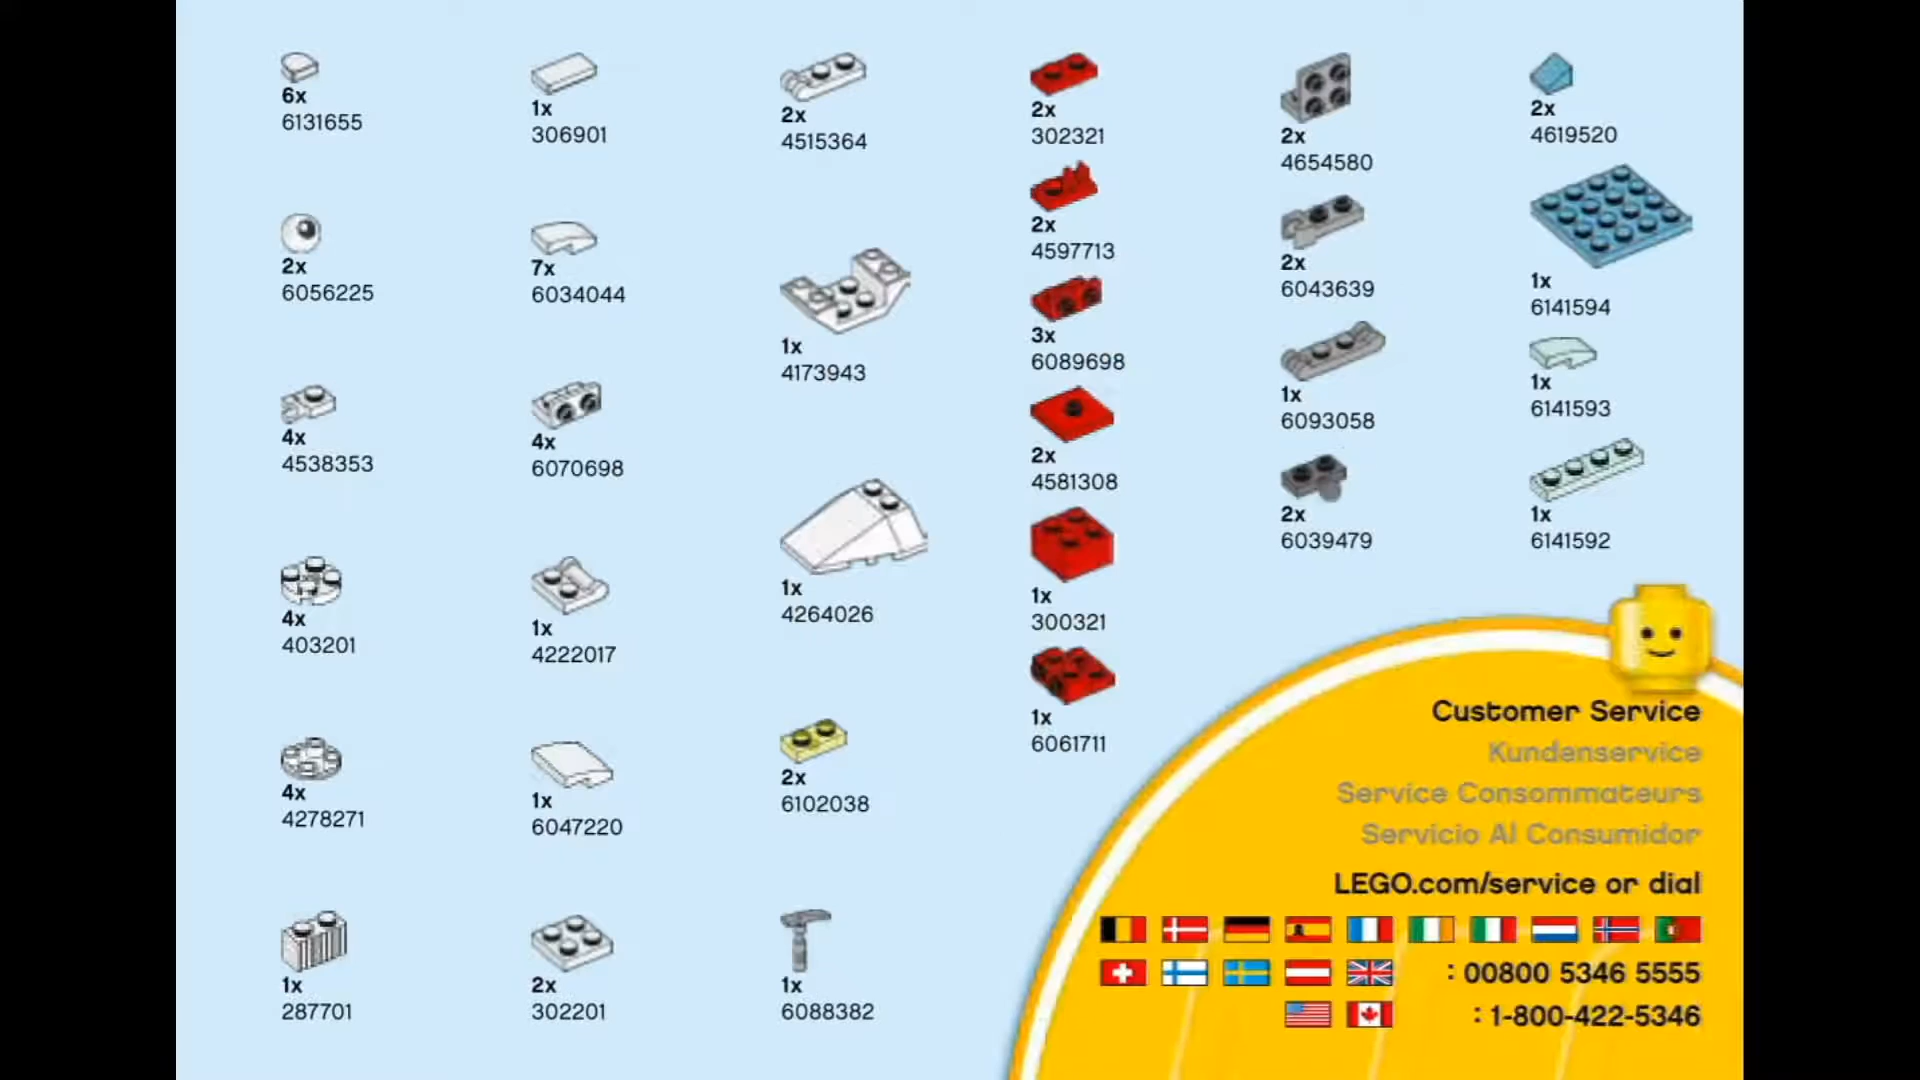 6x
6131655
2x
6056225
4x
4538353
4x
403201
4x
4278271
1x
287701
1x
306901
7x
6034044
4x
6070698
1x
4222017
1x
6047220
2x
302201
2x
4515364
1x
4173943
1x
4264026
2x
6102038
1x
6088382
2x
302321
2x
4597713
3x
6089698
2x
4581308
1x
300321
1x
6061711
2x
4654580
2x
6043639
1x
6093058
2x
6039479
2x
4619520
1x
6141594
1x
6141593
1x
6141592
Customer Service
Kundenservice
Service Consommateurs
Servicio Al Consumidor
LEGO.com/service or dial
: 00800 5346 5555
: 1-800-422-5346